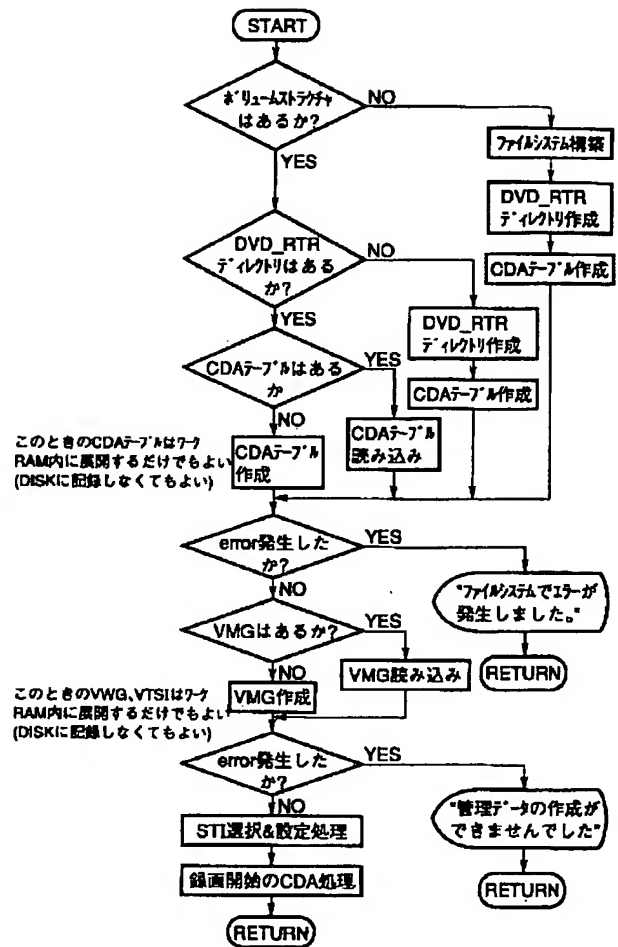 START
ボリュームストラクチャ
はあるか?
NO
YES
ファイルシステム構築
DVD_RTR
ディレクトリ作成
CDAテーブル作成
DVD_RTR
ディレクトリはある
か?
NO
YES
DVD_RTR
ディレクトリ作成
CDAテーブル作成
CDAテーブルはある
か
YES
NO
CDAテーブル
読み込み
CDAテーブル
作成
このときのCDAテーブルはワーク
RAM内に展開するだけでもよい
(DISKに記録しなくてもよい)
error発生した
か?
YES
NO
"ファイルシステムでエラーが
発生しました。"
RETURN
VMGはあるか?
YES
NO
VMG読み込み
VMG作成
このときのVWG,VTSIはワーク
RAM内に展開するだけでもよい
(DISKに記録しなくてもよい)
error発生した
か?
YES
NO
"管理データの作成が
できませんでした"
RETURN
STI選択&設定処理
録画開始のCDA処理
RETURN